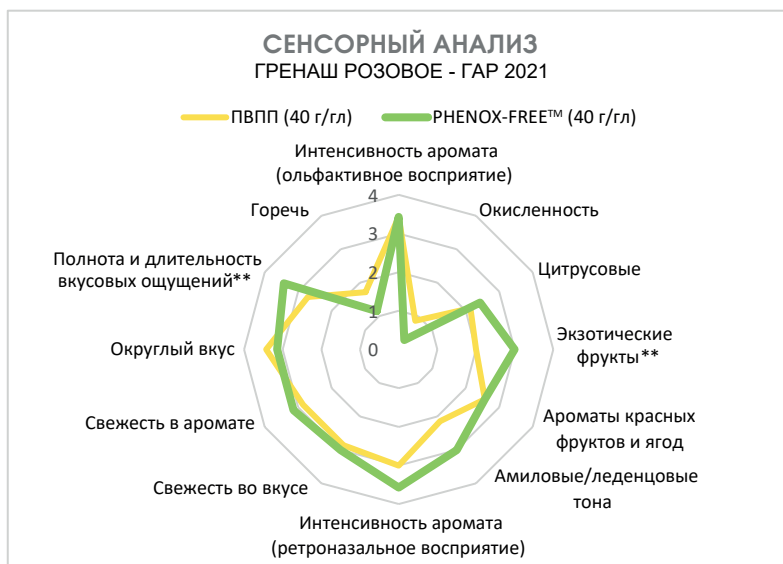 СЕНСОРНЫЙ АНАЛИЗ
ГРЕНАШ РОЗОВОЕ - ГАР 2021
ПВПП (40 г/гл)
PHENOX-FREE™ (40 г/гл)
Интенсивность аромата
(ольфактивное восприятие)
Окисленность
Цитрусовые
Экзотические
фрукты**
Ароматы красных
фруктов и ягод
Амиловые/леденцовые
тона
Интенсивность аромата
(ретроназальное восприятие)
Свежесть во вкусе
Свежесть в аромате
Округлый вкус
Полнота и длительность
вкусовых ощущений**
Горечь
4
3
2
1
0